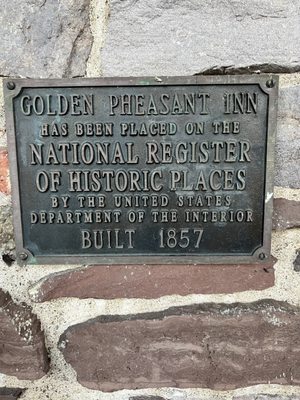 GOLDEN PHEASANT INN
HAS BEEN PLACED ON THE
NATIONAL REGISTER
OF HISTORIC PLACES
BY THE UNITED STATES
DEPARTMENT OF THE INTERIOR
BUILT 1857